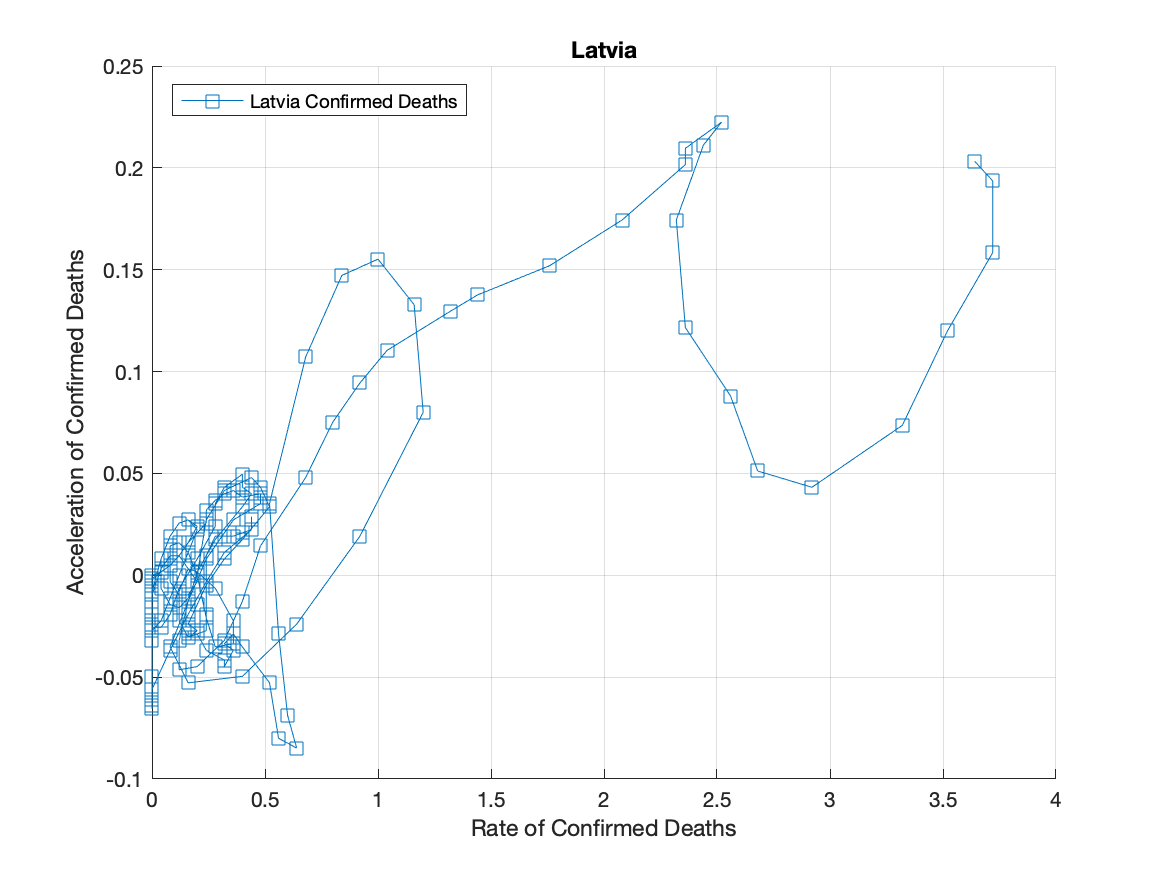 Latvia
Latvia Confirmed Deaths
0.25
0.2
0.15
0.1
0.05
0
-0.05
-0.1
Acceleration of Confirmed Deaths
0 0.5 1 1.5 2 2.5 3 3.5 4
Rate of Confirmed Deaths